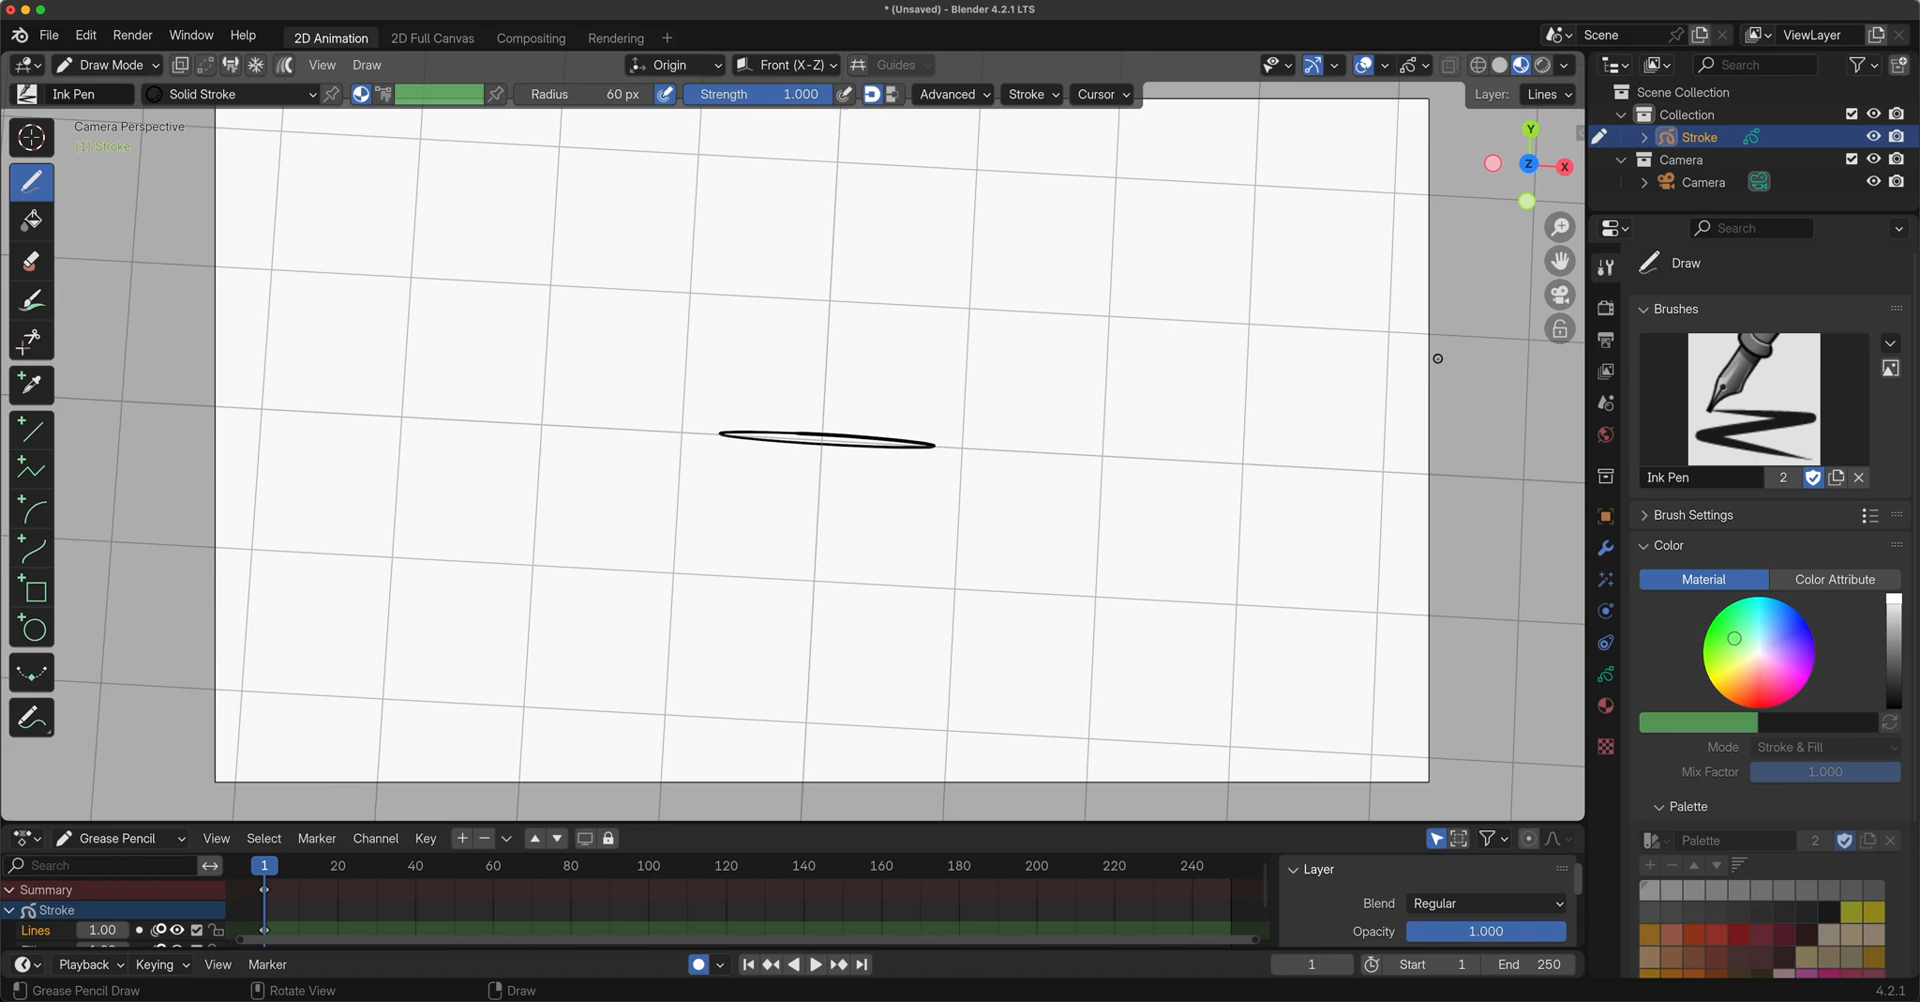 * (Unsaved) - Blender 4.2.1 LTS
File Edit Render Window Help 2D Animation 2D Full Canvas Compositing Rendering + Scene ViewLayer
Draw Mode View Draw Origin Front (X-Z) Guides Search
Ink Pen Solid Stroke Radius 60 px Strength 1.000 Advanced Stroke Cursor Layer: Lines
Scene Collection
Collection
Stroke
Camera
Camera
Camera Perspective
(1) Stroke
Y
Z X
Search
Draw
Brushes
Ink Pen 2
Brush Settings
Color
Material Color Attribute
Mode Stroke & Fill
Mix Factor 1.000
Palette
Palette 2
Grease Pencil View Select Marker Channel Key
Search 1 20 40 60 80 100 120 140 160 180 200 220 240
Summary
Stroke
Lines 1.00
Layer
Blend Regular
Opacity 1.000
Playback Keying View Marker 1 Start 1 End 250
Grease Pencil Draw Rotate View Draw 4.2.1